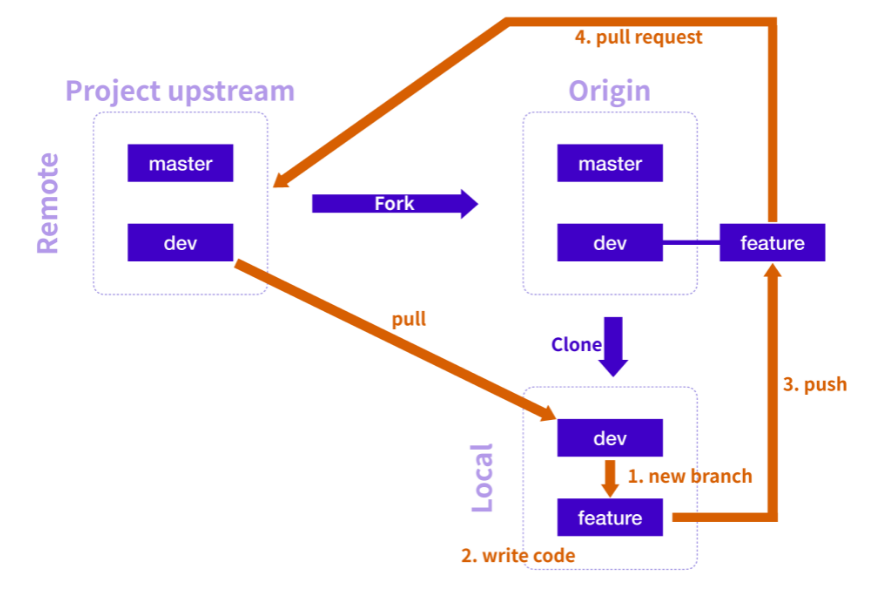 4. pull request
Project upstream
Origin
Remote
master
master
Fork
dev
dev
feature
pull
Clone
3. push
Local
dev
1. new branch
feature
2. write code